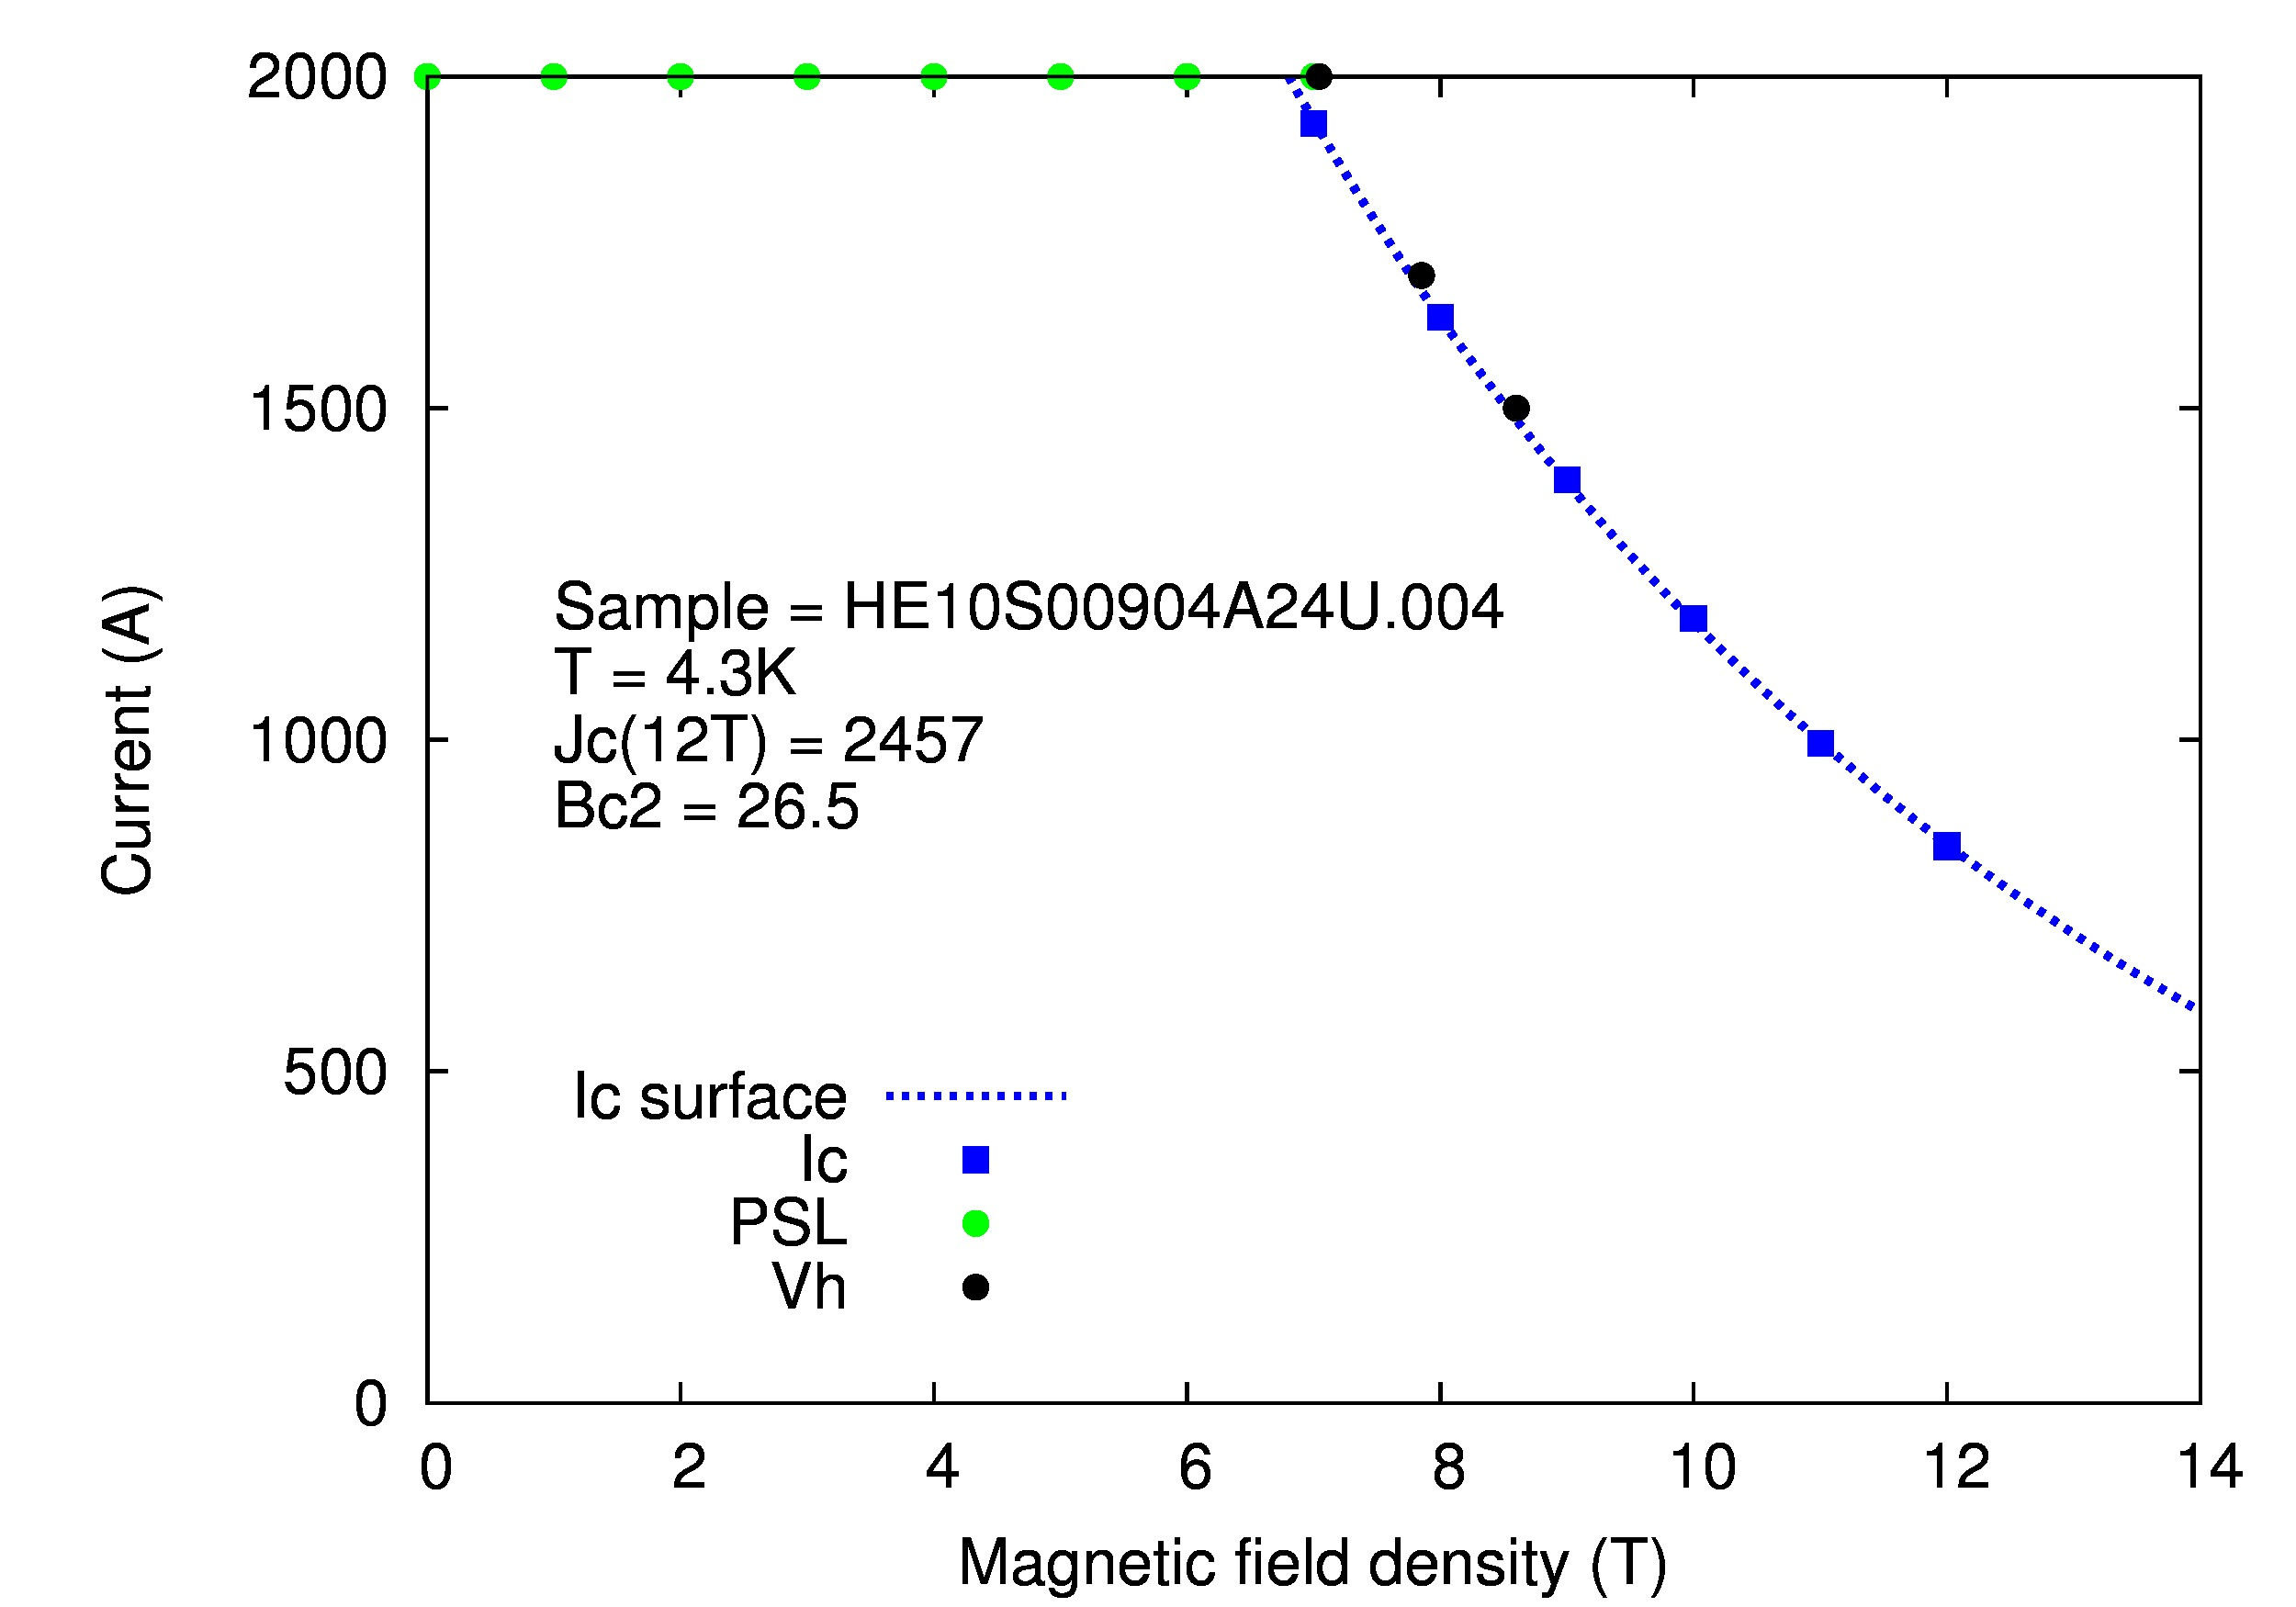 2000
1500
1000
500
0
Current (A)
Sample = HE10S00904A24U.004
T = 4.3K
Jc(12T) = 2457
Bc2 = 26.5
Ic surface
Ic
PSL
Vh
0 2 4 6 8 10 12 14
Magnetic field density (T)